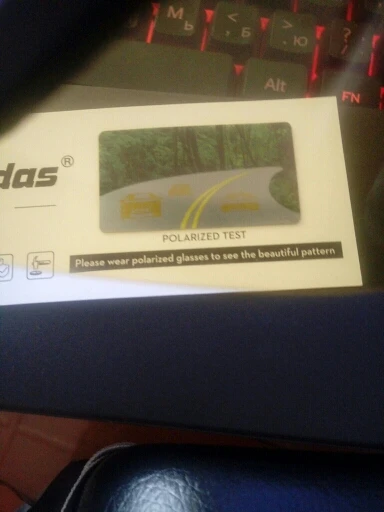 М Ь
< , Б
> . Ю
? /
Alt
FN
das®
POLARIZED TEST
Please wear polarized glasses to see the beautiful pattern